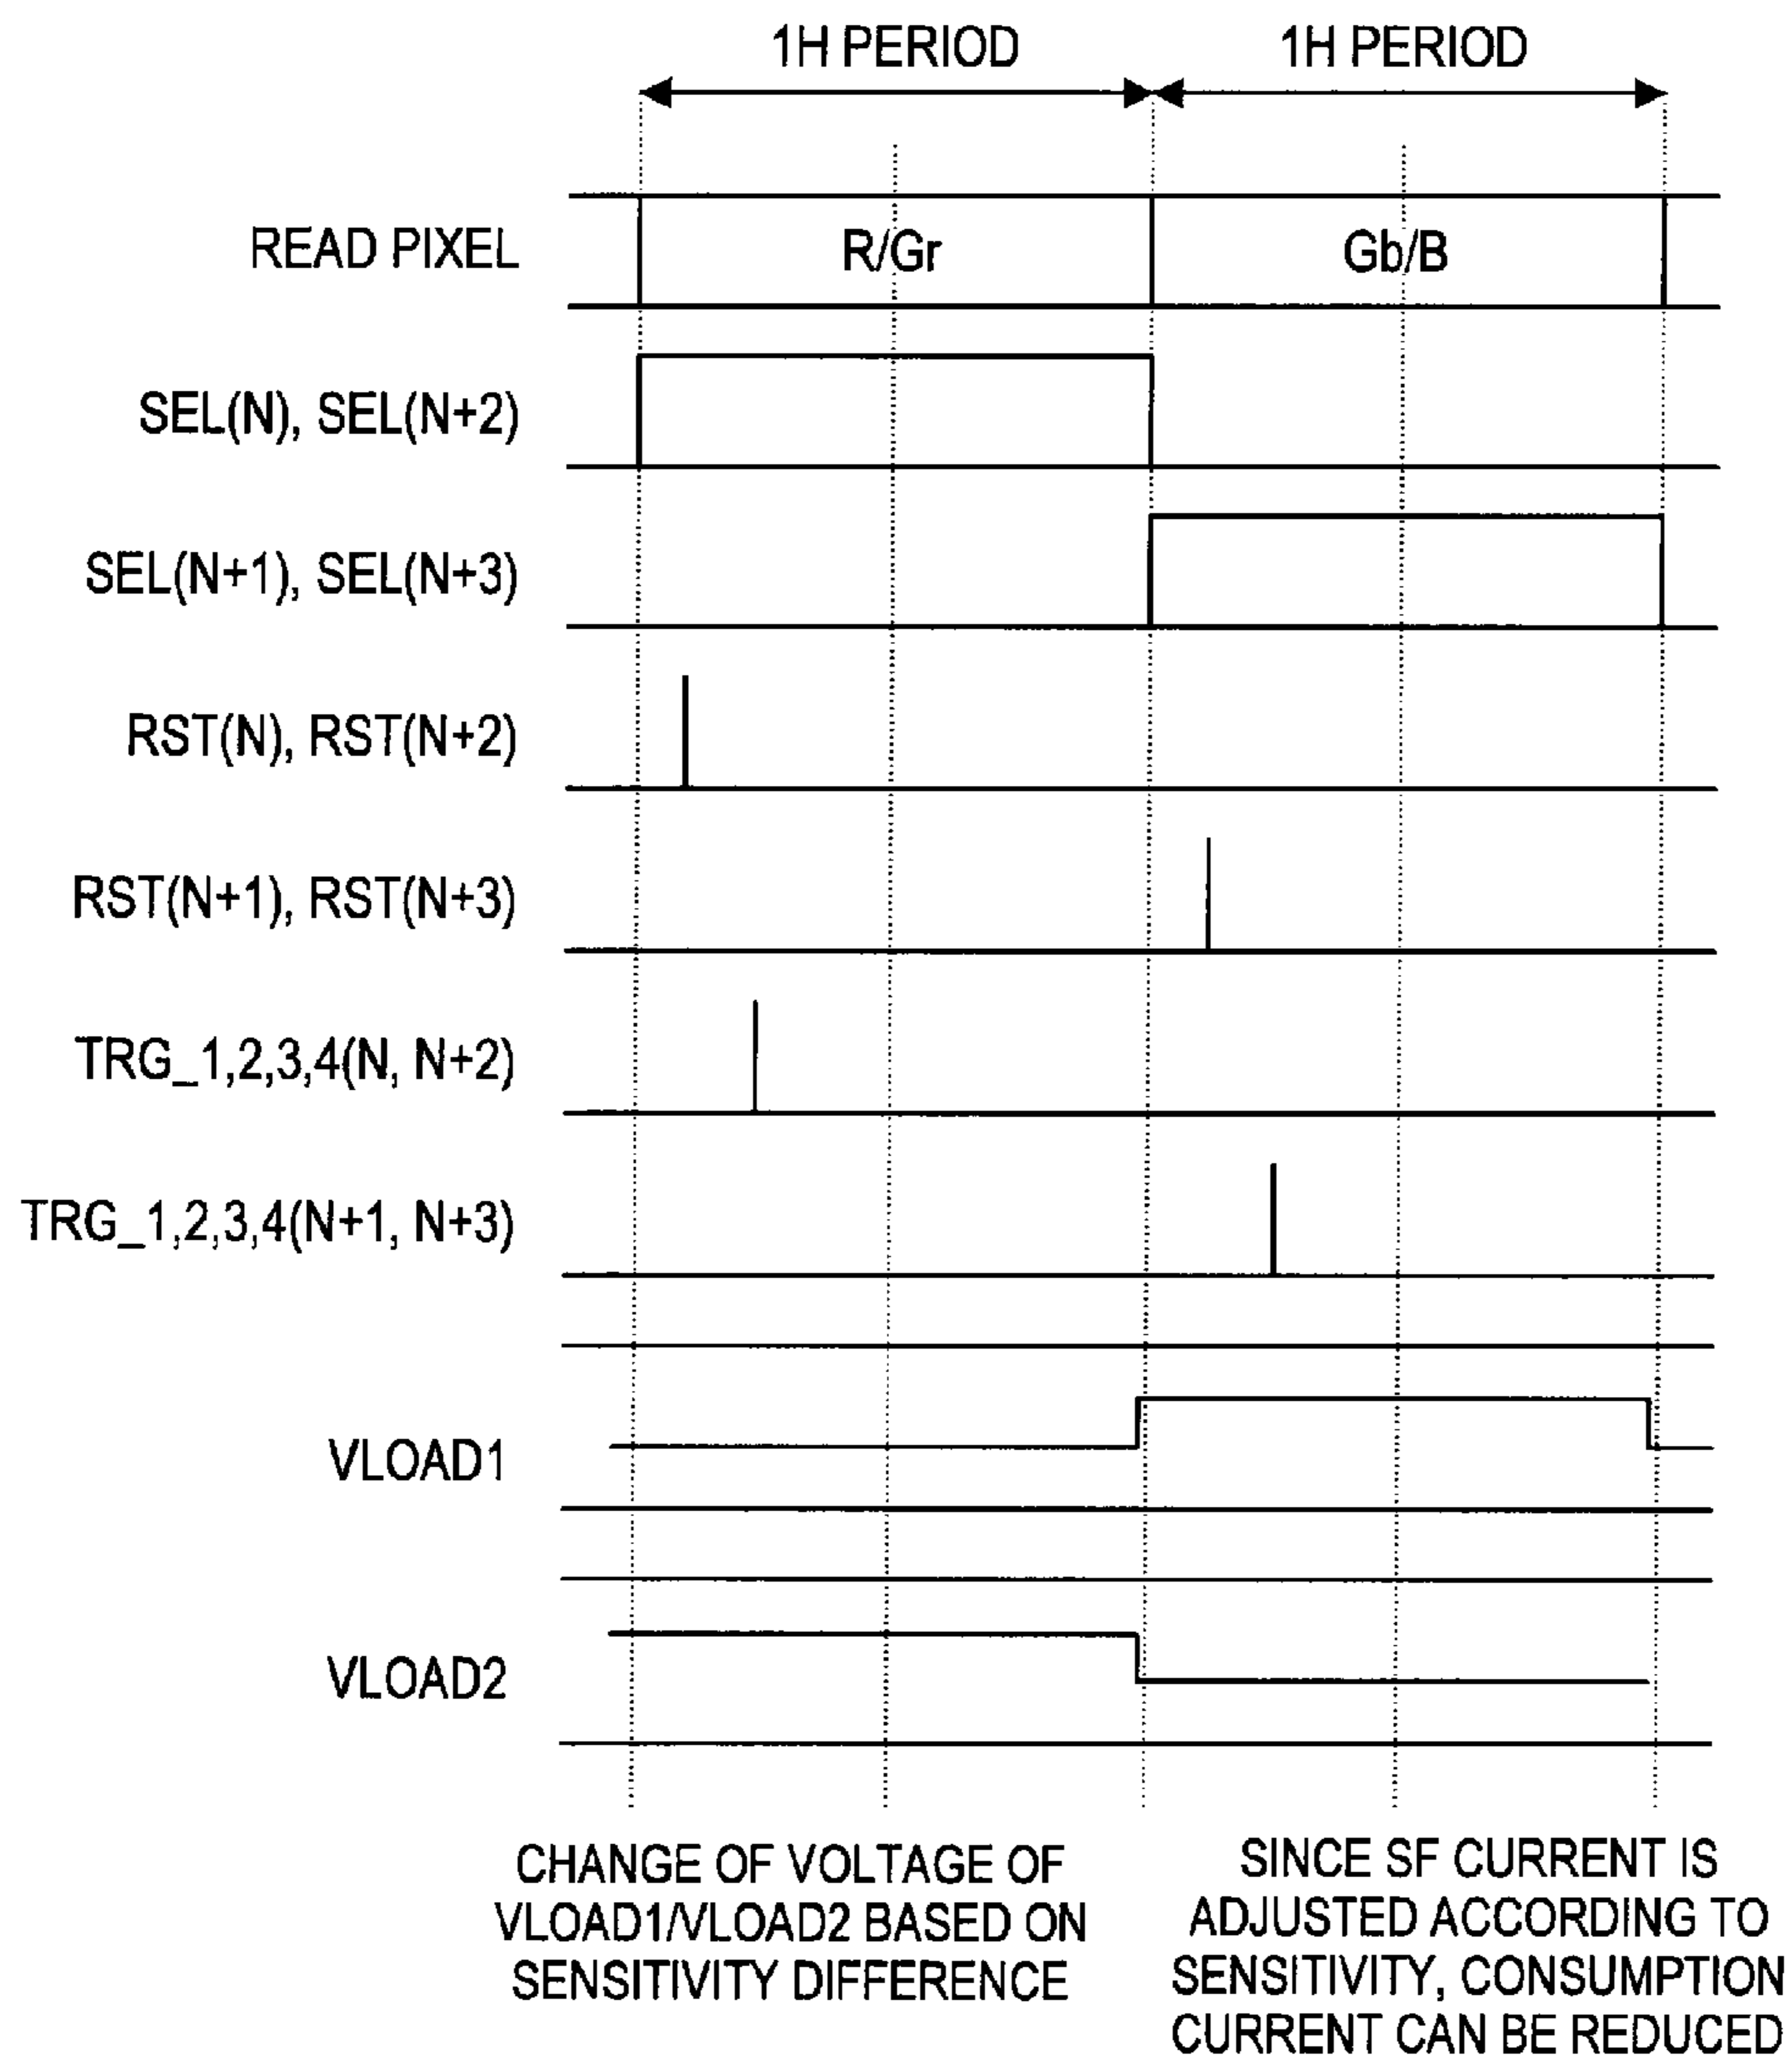 1H PERIOD 1H PERIOD
READ PIXEL R/Gr Gb/B
SEL(N), SEL(N+2)
SEL(N+1), SEL(N+3)
RST(N), RST(N+2)
RST(N+1), RST(N+3)
TRG_1,2,3,4(N, N+2)
TRG_1,2,3,4(N+1, N+3)
VLOAD1
VLOAD2
CHANGE OF VOLTAGE OF
VLOAD1/VLOAD2 BASED ON
SENSITIVITY DIFFERENCE
SINCE SF CURRENT IS
ADJUSTED ACCORDING TO
SENSITIVITY, CONSUMPTION
CURRENT CAN BE REDUCED